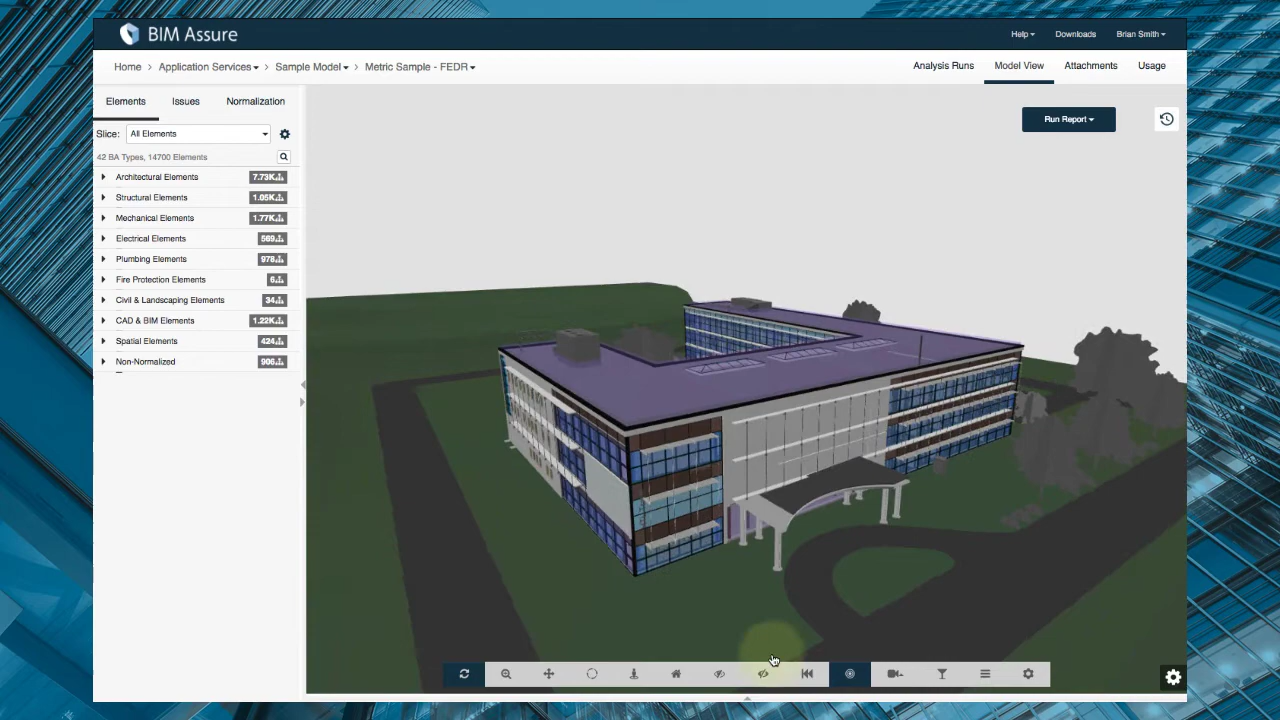 BIM Assure
Help
Downloads
Brian Smith
Home > Application Services > Sample Model > Metric Sample - FEDR
Analysis Runs
Model View
Attachments
Usage
Elements
Issues
Normalization
Run Report
Slice:
All Elements
42 BA Types, 14700 Elements
Architectural Elements 7.73K
Structural Elements 1.05K
Mechanical Elements 1.77K
Electrical Elements 569
Plumbing Elements 978
Fire Protection Elements 6
Civil & Landscaping Elements 34
CAD & BIM Elements 1.22K
Spatial Elements 424
Non-Normalized 906